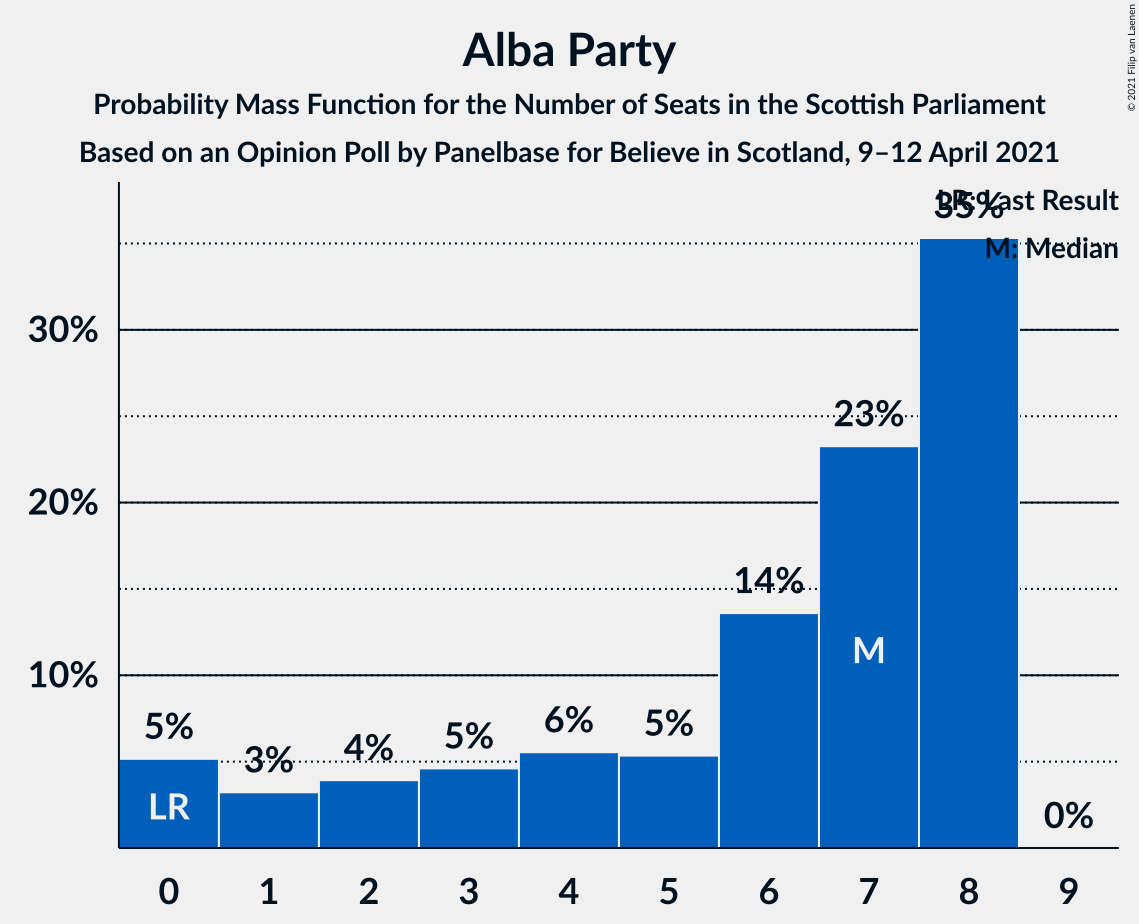 © 2021 Filip van Laenen
Alba Party
Probability Mass Function for the Number of Seats in the Scottish Parliament
Based on an Opinion Poll by Panelbase for Believe in Scotland, 9–12 April 2021
LR: Last Result
M: Median
35%
30%
23%
20%
14%
M
10%
5%
3%
4%
5%
6%
5%
LR
0%
0 1 2 3 4 5 6 7 8 9